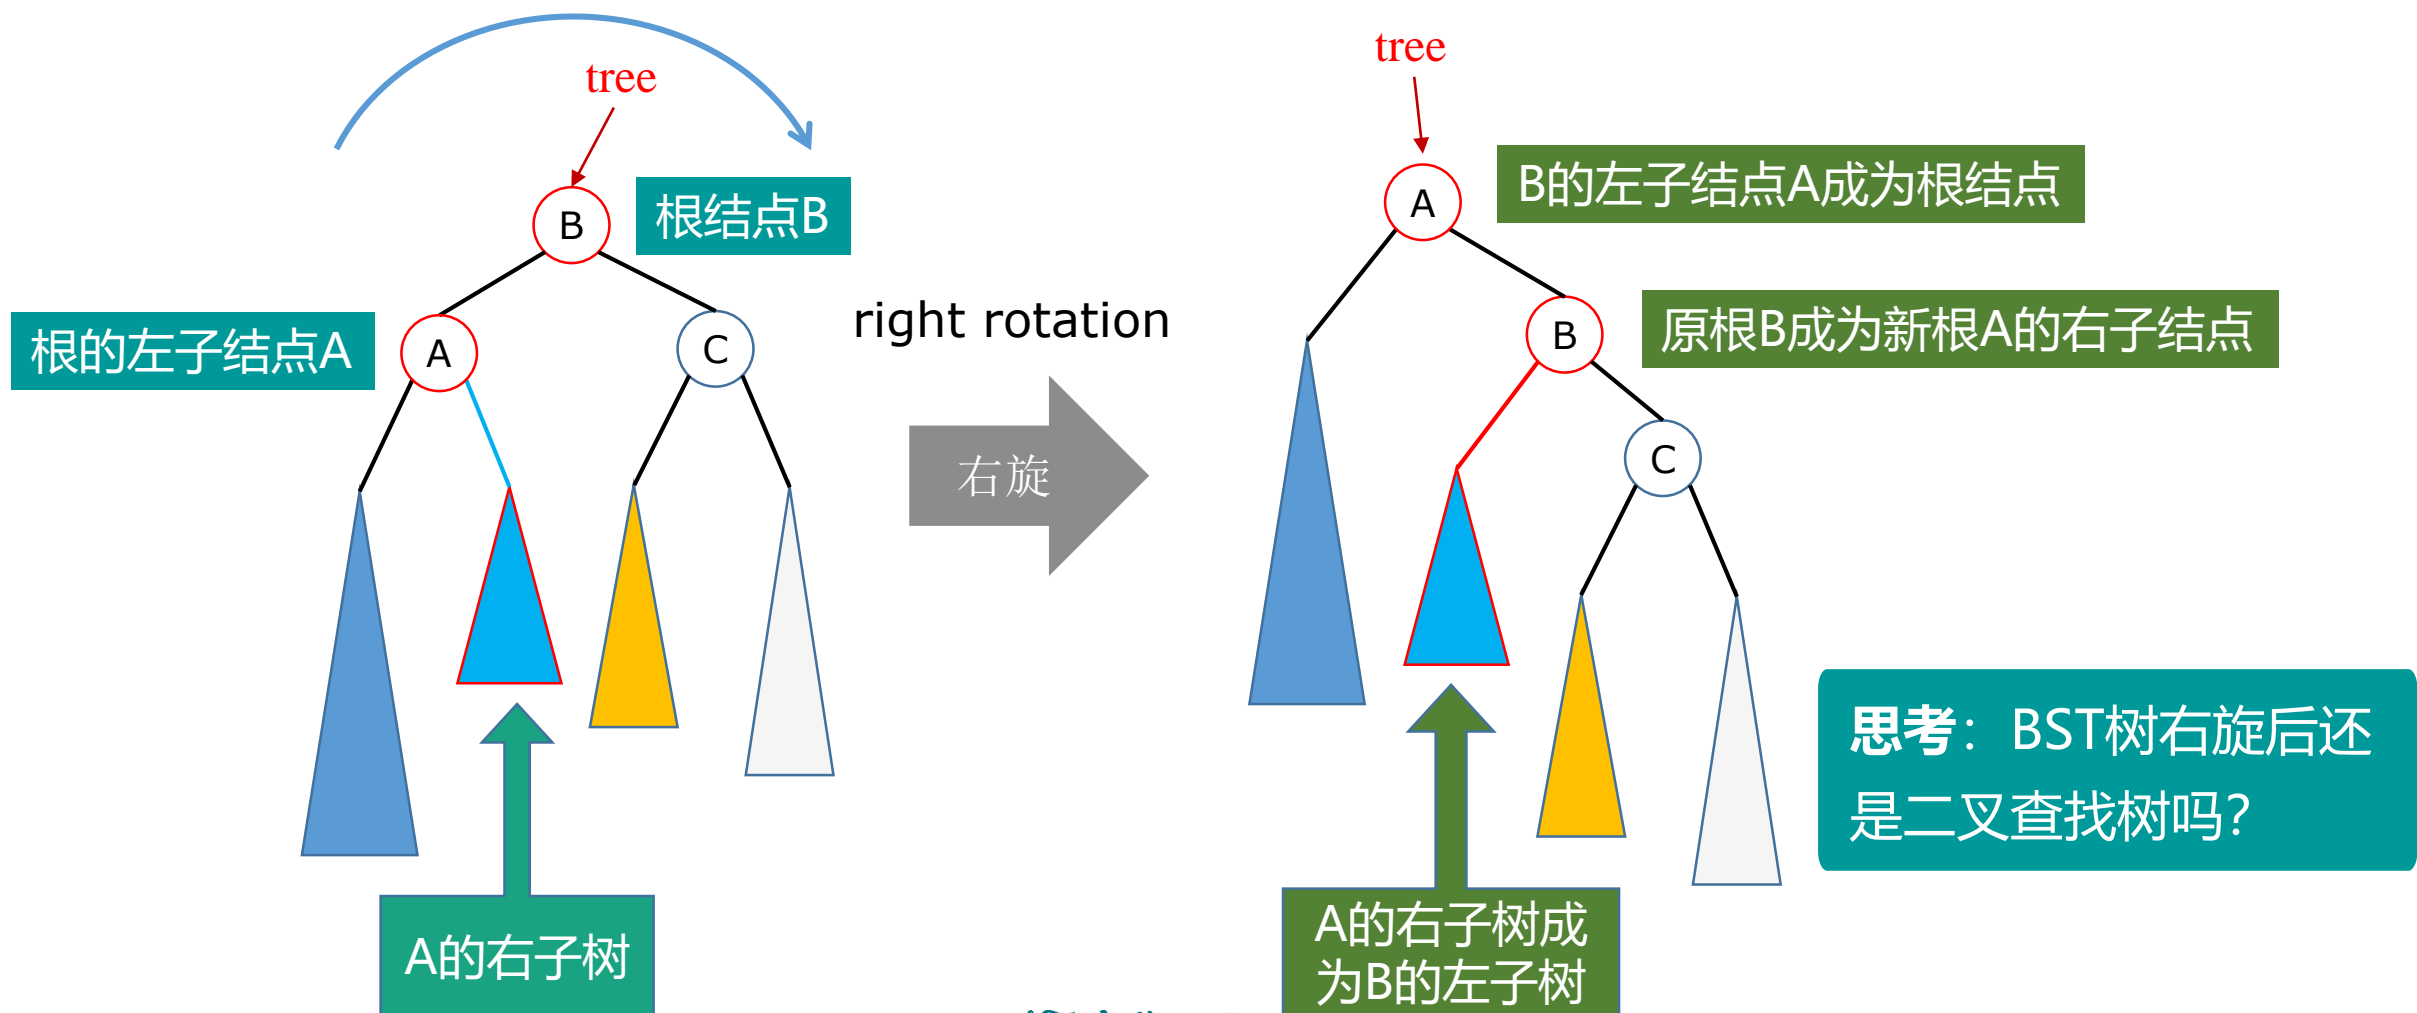 tree
B
根结点B
根的左子结点A
A
C
A的右子树
right rotation
右旋
tree
A
B的左子结点A成为根结点
B
原根B成为新根A的右子结点
C
A的右子树成
为B的左子树
思考：BST树右旋后还
是二叉查找树吗？